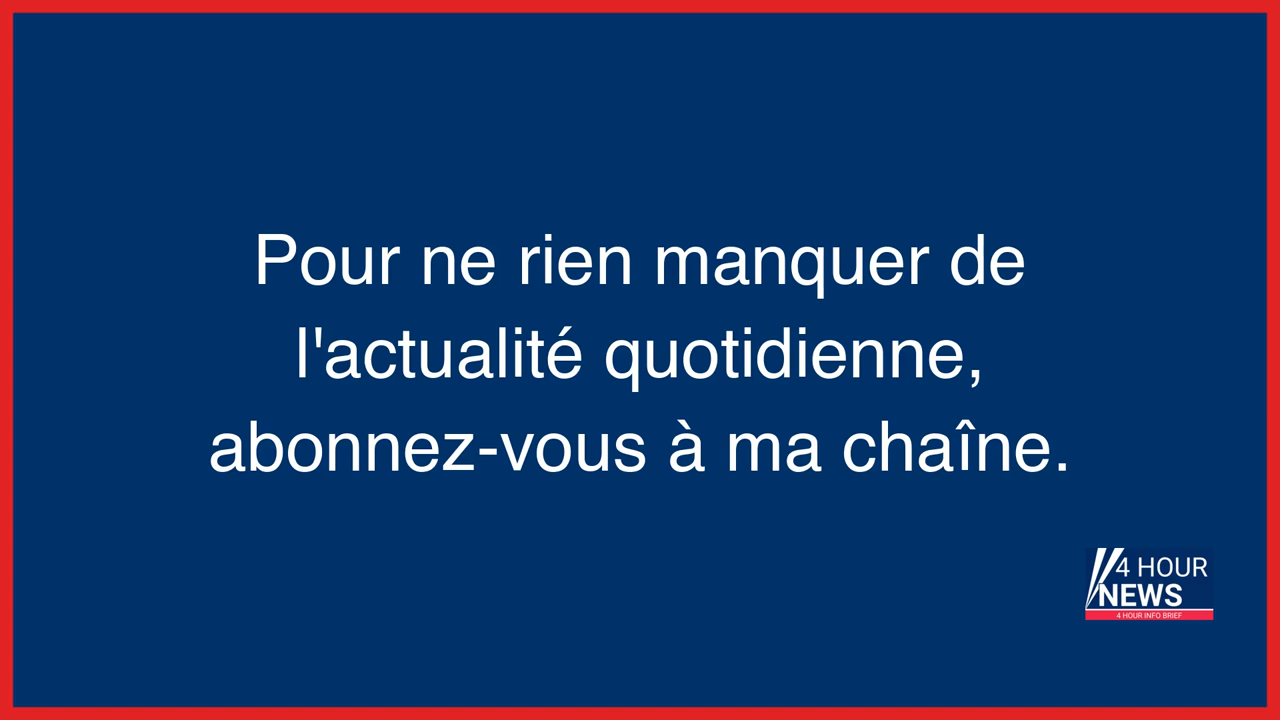 Pour ne rien manquer de
l'actualité quotidienne,
abonnez-vous à ma chaîne.
4 HOUR
NEWS
4 HOUR INFO BRIEF